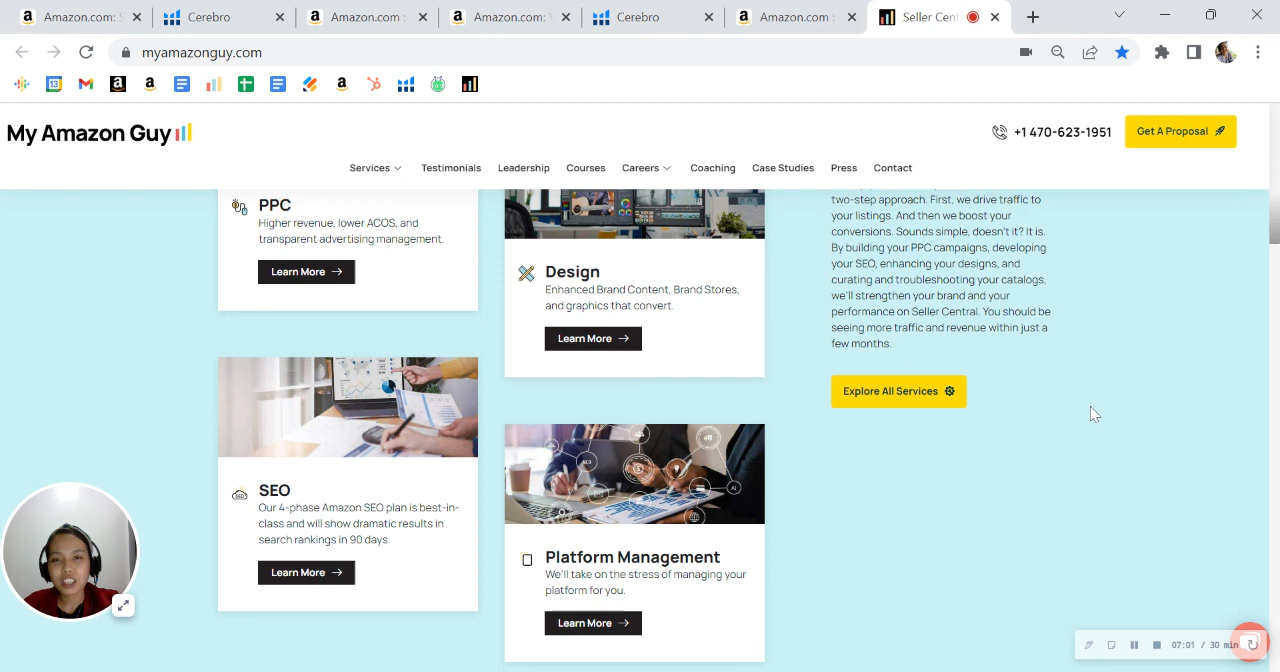 Amazon.com: S
Cerebro
Amazon.com :
Amazon.com: V
Cerebro
Amazon.com :
Seller Cent
myamazonguy.com
13
My Amazon Guy
+1 470-623-1951
Get A Proposal
Services
Testimonials
Leadership
Courses
Careers
Coaching
Case Studies
Press
Contact
PPC
Higher revenue, lower ACOS, and
transparent advertising management.
Learn More
Design
Enhanced Brand Content, Brand Stores,
and graphics that convert.
Learn More
two-step approach. First, we drive traffic to
your listings. And then we boost your
conversions. Sounds simple, doesn't it? It is.
By building your PPC campaigns, developing
your SEO, enhancing your designs, and
curating and troubleshooting your catalogs,
we'll strengthen your brand and your
performance on Seller Central. You should be
seeing more traffic and revenue within just a
few months.
Explore All Services
SEO
SEO
Our 4-phase Amazon SEO plan is best-in-
class and will show dramatic results in
search rankings in 90 days.
Learn More
SEO
AI
Platform Management
We'll take on the stress of managing your
platform for you.
Learn More
07:01 / 30 min